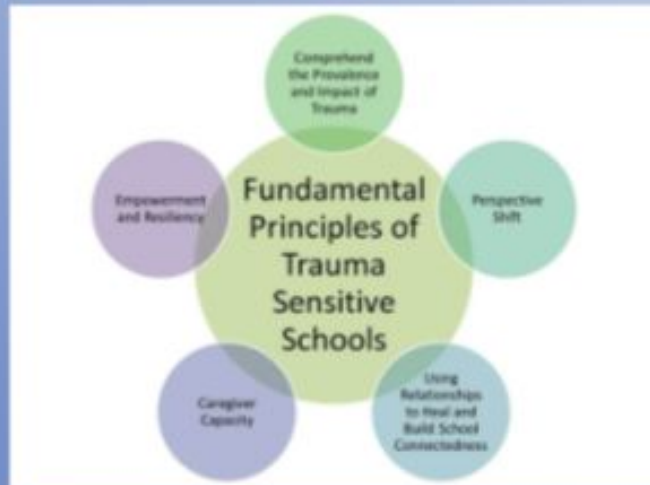 Comprehend
the Prevalence
and Impact of
Trauma
Fundamental
Principles of
Trauma
Sensitive
Schools
Perspective
Shift
Using
Relationships
to Heal and
Build School
Connectedness
Caregiver
Capacity
Empowerment
and Resiliency